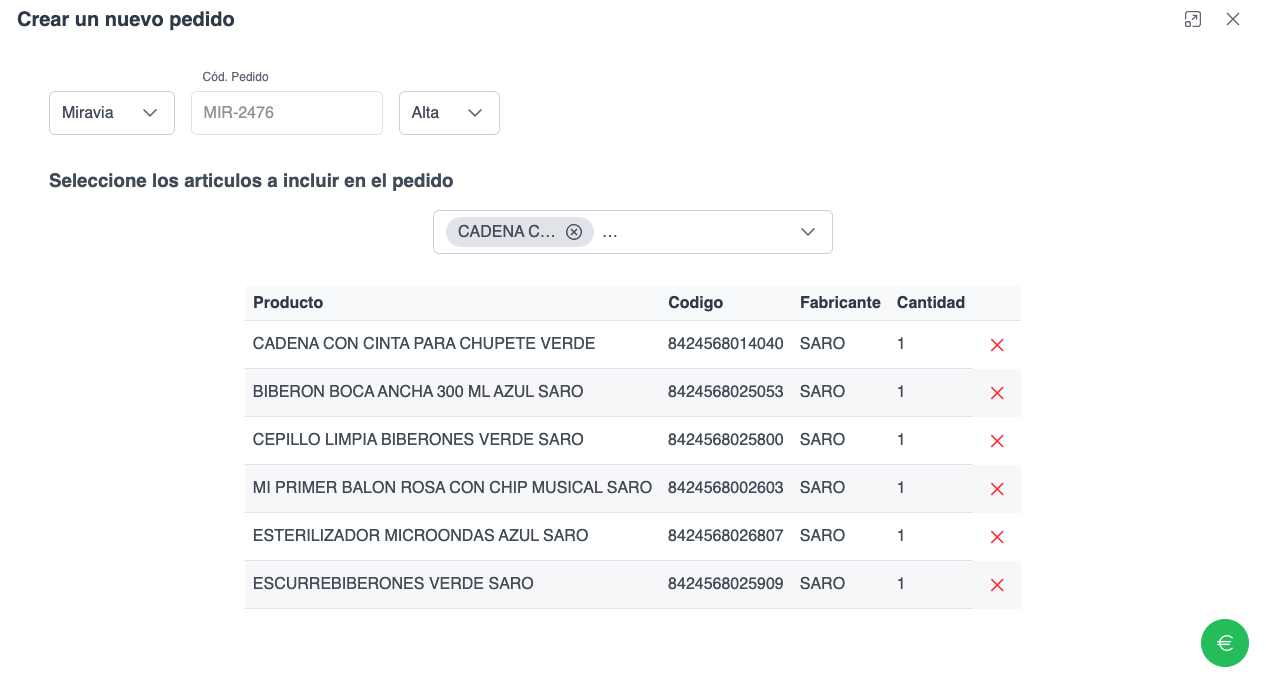 Crear un nuevo pedido
Cód. Pedido
Miravia MIR-2476 Alta
Seleccione los articulos a incluir en el pedido
CADENA C... ...
Producto Codigo Fabricante Cantidad
CADENA CON CINTA PARA CHUPETE VERDE 8424568014040 SARO 1
BIBERON BOCA ANCHA 300 ML AZUL SARO 8424568025053 SARO 1
CEPILLO LIMPIA BIBERONES VERDE SARO 8424568025800 SARO 1
MI PRIMER BALON ROSA CON CHIP MUSICAL SARO 8424568002603 SARO 1
ESTERILIZADOR MICROONDAS AZUL SARO 8424568026807 SARO 1
ESCURREBIBERONES VERDE SARO 8424568025909 SARO 1
€